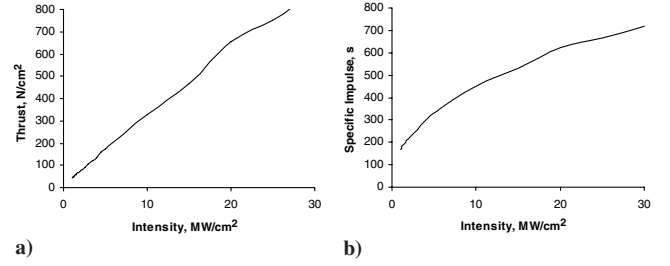 Thrust, N/cm²
800
700
600
500
400
300
200
100
0
0 10 20 30
Intensity, MW/cm²
a)
Specific Impulse, s
800
700
600
500
400
300
200
100
0
0 10 20 30
Intensity, MW/cm²
b)